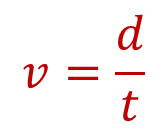 v = d/t